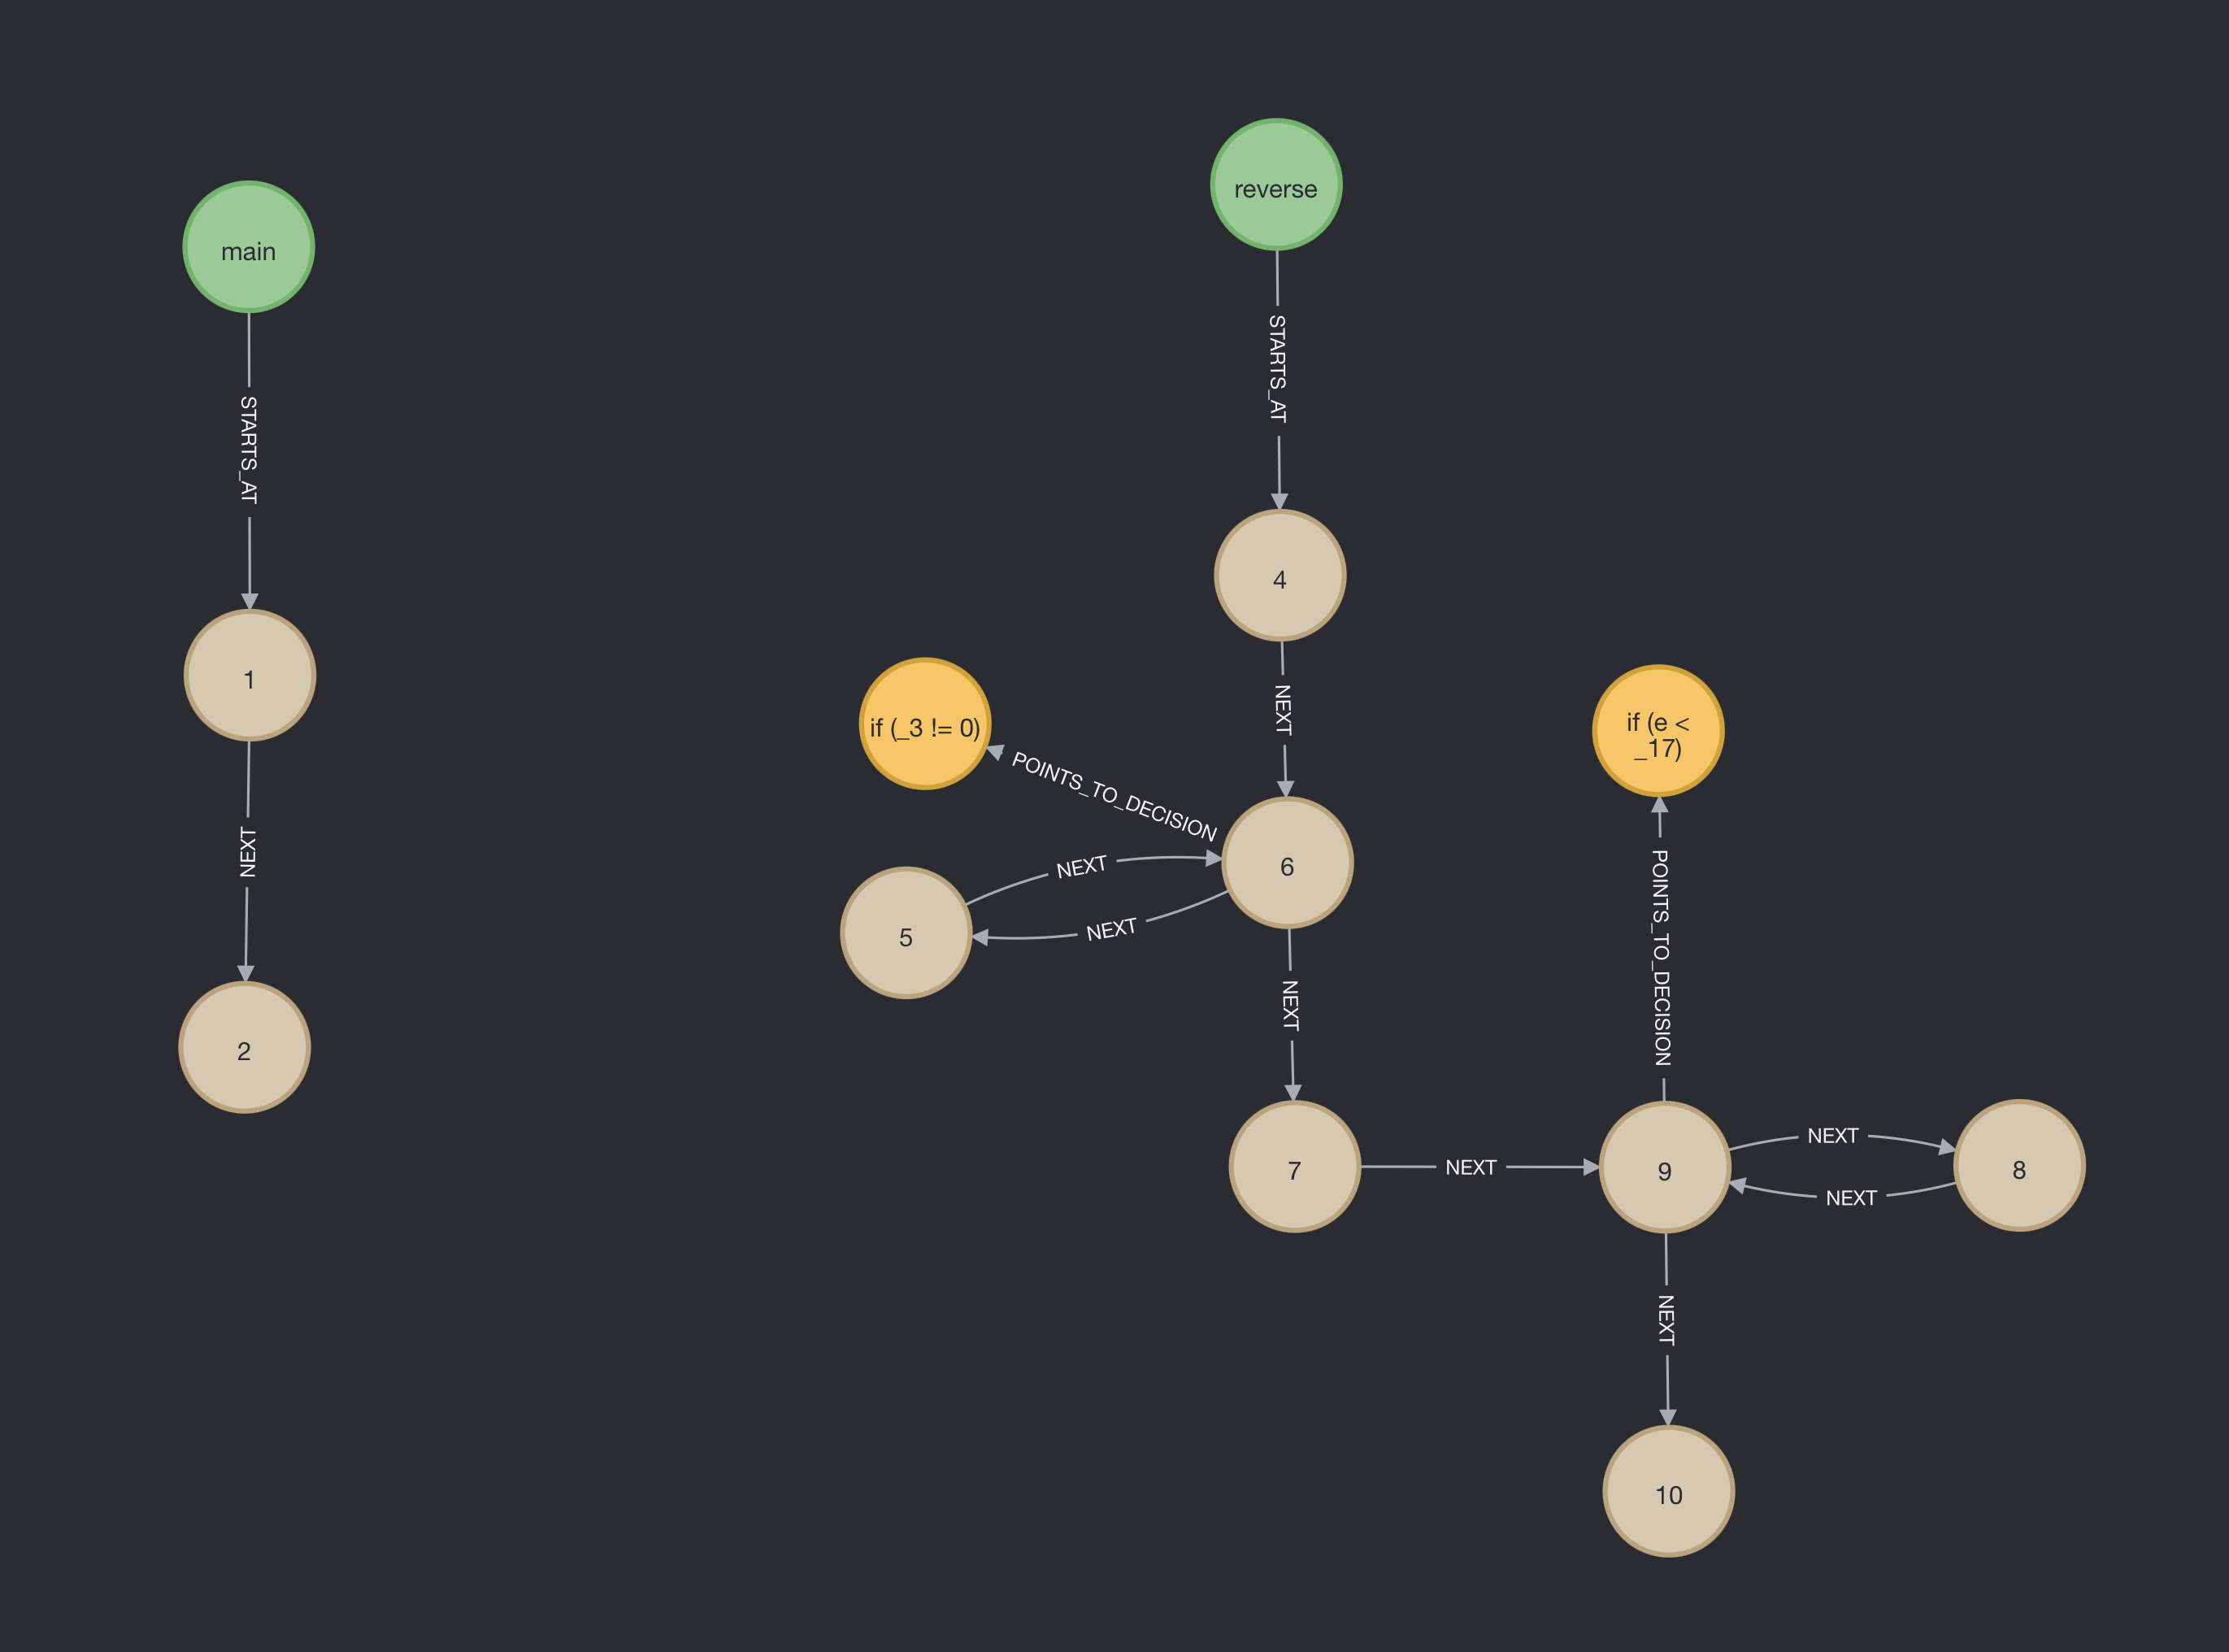 reverse
main
STARTS_AT
STARTS_AT
4
1
NEXT
if (_3 != 0)
if (e <
_17)
POINTS_TO_DECISION
6
NEXT
NEXT
5
NEXT
POINTS_TO_DECISION
NEXT
2
7
NEXT
9
NEXT
NEXT
8
NEXT
10